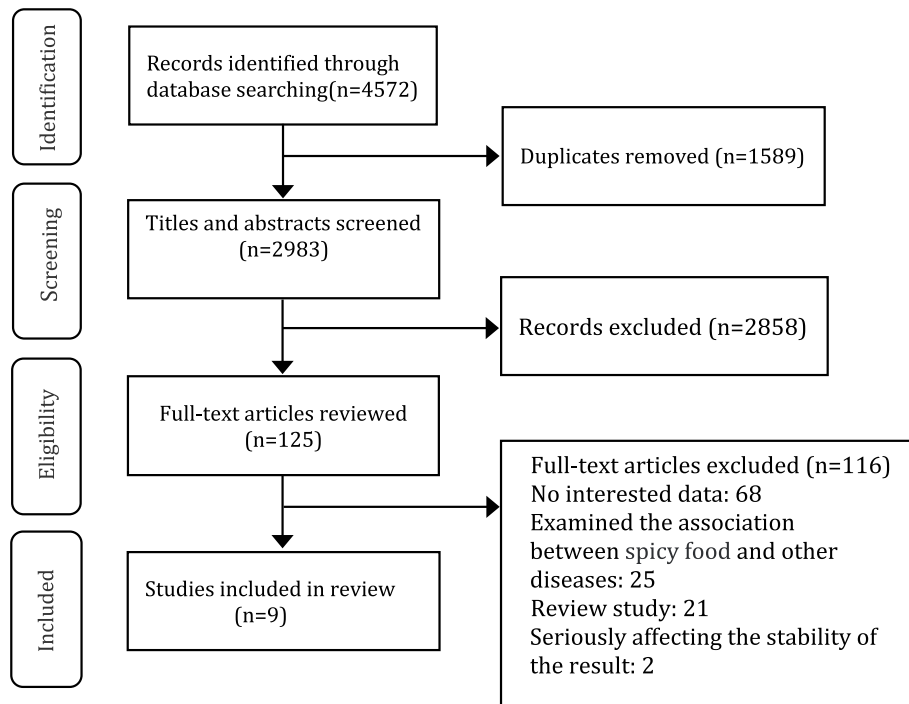 Identification
Records identified through
database searching(n=4572)
Duplicates removed (n=1589)
Screening
Titles and abstracts screened
(n=2983)
Records excluded (n=2858)
Eligibility
Full-text articles reviewed
(n=125)
Full-text articles excluded (n=116)
No interested data: 68
Examined the association
between spicy food and other
diseases: 25
Review study: 21
Seriously affecting the stability of
the result: 2
Included
Studies included in review
(n=9)